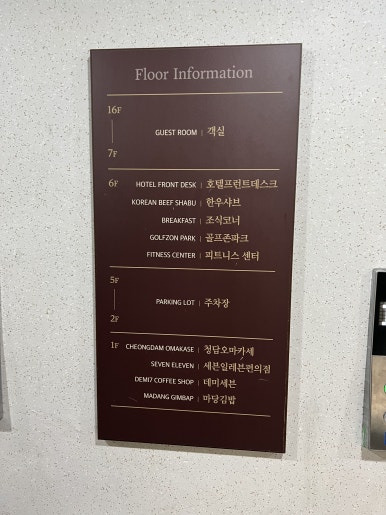 Floor Information
16F
GUEST ROOM | 객실
7F
6F HOTEL FRONT DESK | 호텔프런트데스크
KOREAN BEEF SHABU | 한우샤브
BREAKFAST | 조식코너
GOLFZON PARK | 골프존파크
FITNESS CENTER | 피트니스 센터
5F
PARKING LOT | 주차장
2F
1F CHEONGDAM OMAKASE | 청담오마카세
SEVEN ELEVEN | 세븐일레븐편의점
DEMI7 COFFEE SHOP | 데미세븐
MADANG GIMBAP | 마당김밥